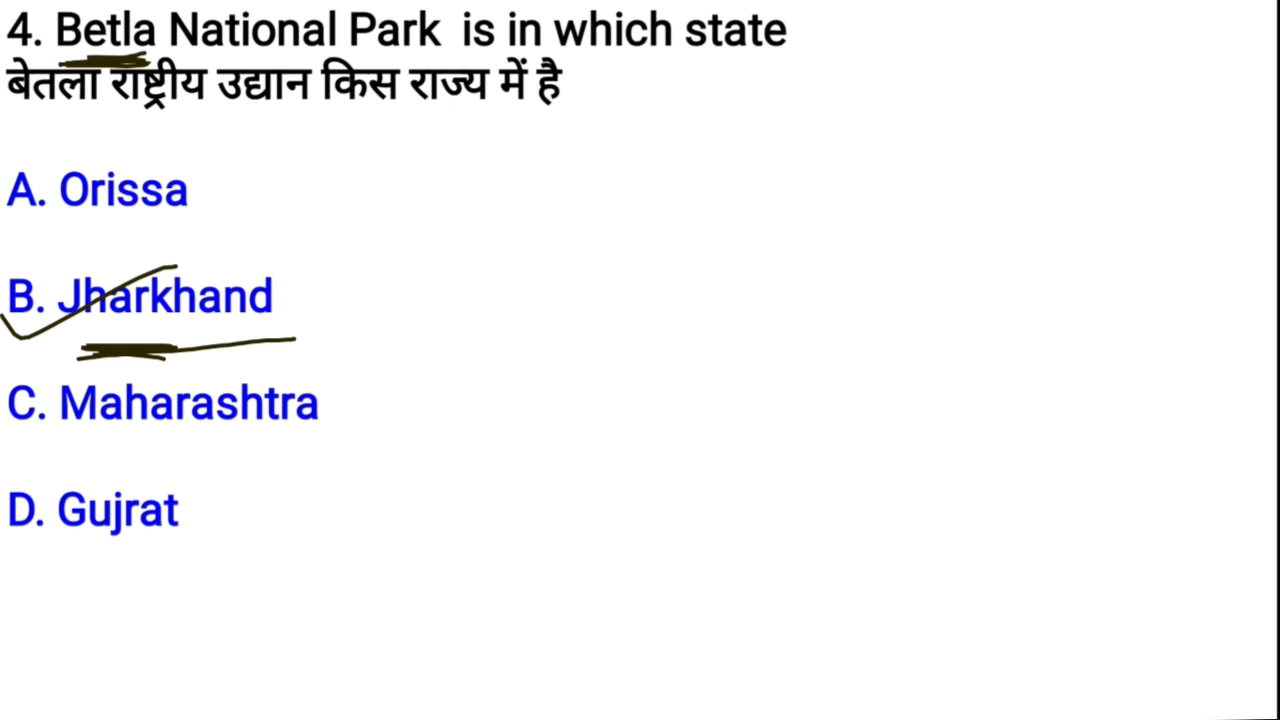 4. Betla National Park is in which state
बेतला राष्ट्रीय उद्यान किस राज्य में है
A. Orissa
B. Jharkhand
C. Maharashtra
D. Gujrat